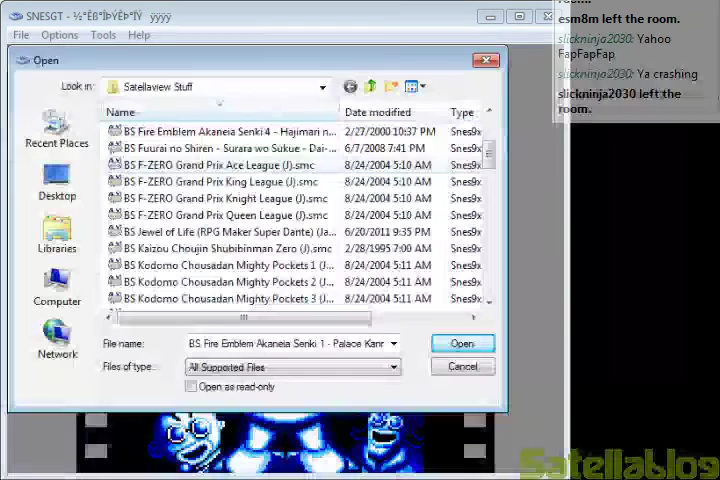 SNESGT - ½°Êß°ÌÞÝÊÞ°ÏÝ ÿÿÿÿ
File Options Tools Help
Open
Look in: Satellaview Stuff
Name Date modified Type
BS Fire Emblem Akaneia Senki 4 - Hajimari n... 2/27/2000 10:37 PM Snes9x
BS Fuurai no Shiren - Surara wo Sukue - Dai-... 6/7/2008 7:41 PM Snes9x
BS F-ZERO Grand Prix Ace League (J).smc 8/24/2004 5:10 AM Snes9x
BS F-ZERO Grand Prix King League (J).smc 8/24/2004 5:10 AM Snes9x
BS F-ZERO Grand Prix Knight League (J).smc 8/24/2004 5:10 AM Snes9x
BS F-ZERO Grand Prix Queen League (J).smc 8/24/2004 5:10 AM Snes9x
BS Jewel of Life (RPG Maker Super Dante) (Ja... 6/20/2011 9:35 PM Snes9x
BS Kaizou Choujin Shubibinman Zero (J).smc 2/28/1995 7:00 AM Snes9x
BS Kodomo Chousadan Mighty Pockets 1 (J... 8/24/2004 5:11 AM Snes9x
BS Kodomo Chousadan Mighty Pockets 2 (J... 8/24/2004 5:11 AM Snes9x
BS Kodomo Chousadan Mighty Pockets 3 (J... 8/24/2004 5:11 AM Snes9x
Recent Places
Desktop
Libraries
Computer
Network
File name: BS Fire Emblem Akaneia Senki 1 - Palace Kanr Open
Files of type: All Supported Files Cancel
Open as read-only
room.
esm8m left the room.
slickninja2030: Yahoo
FapFapFap
slickninja2030: Ya crashing
slickninja2030 left the
room.
Satellablog